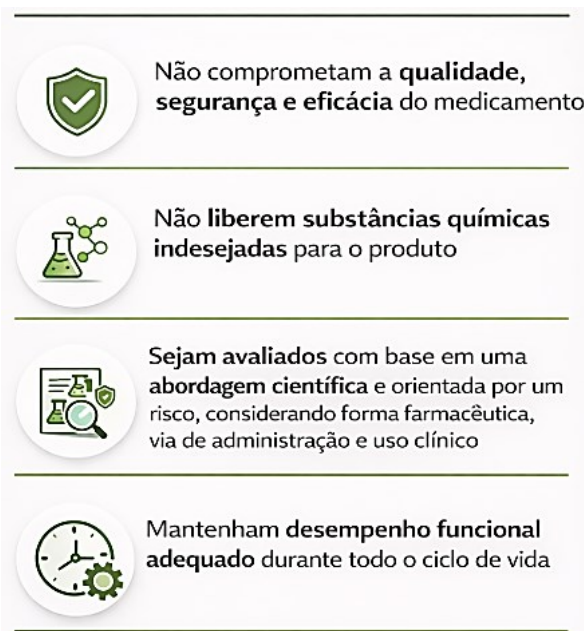 Não comprometam a qualidade,
segurança e eficácia do medicamento
Não liberem substâncias químicas
indesejadas para o produto
Sejam avaliados com base em uma
abordagem científica e orientada por um
risco, considerando forma farmacêutica,
via de administração e uso clínico
Mantenham desempenho funcional
adequado durante todo o ciclo de vida